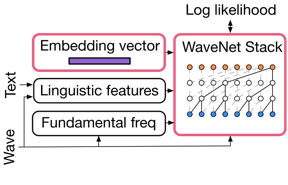 Log likelihood
Embedding vector
WaveNet Stack
Linguistic features
Fundamental freq
Text
Wave